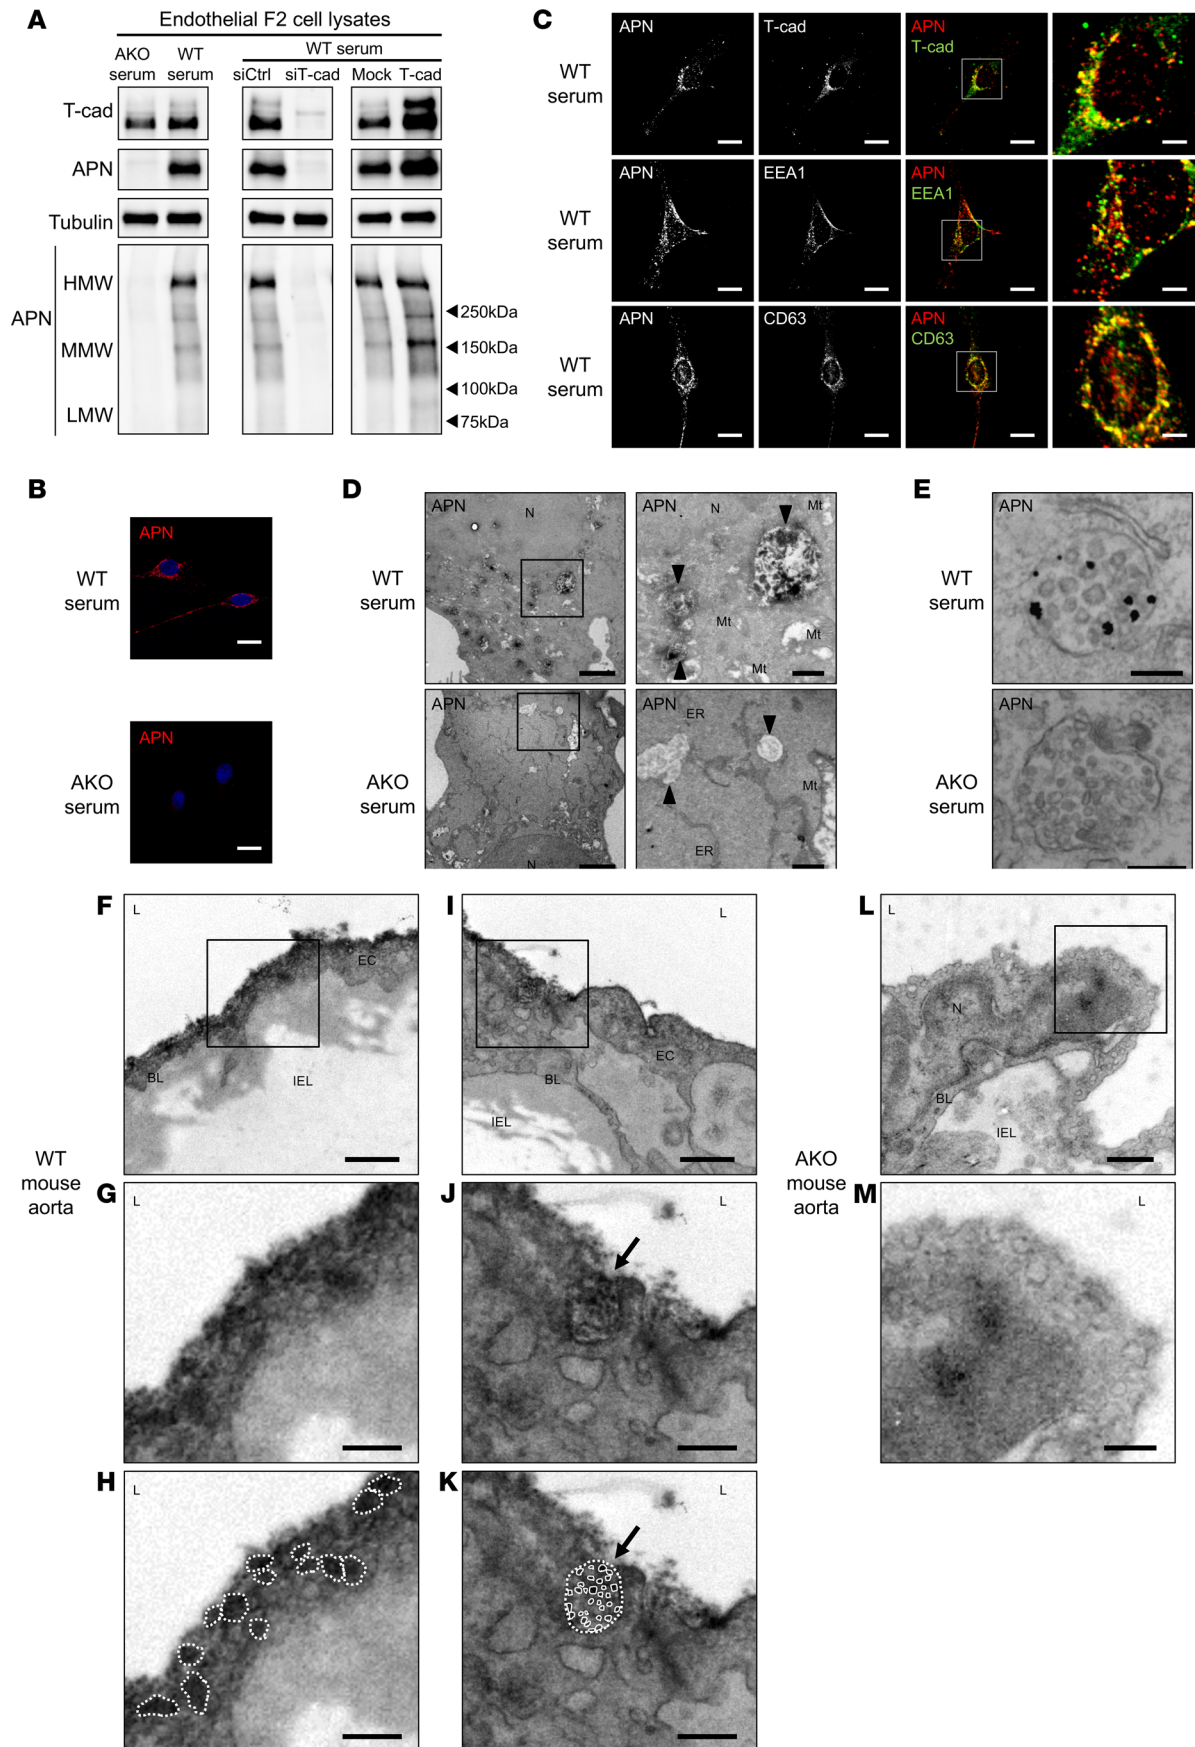 A
Endothelial F2 cell lysates
AKO serum
WT serum
WT serum
siCtrl
siT-cad
Mock
T-cad
T-cad
APN
Tubulin
APN
HMW
MMW
LMW
250kDa
150kDa
100kDa
75kDa
C
WT serum
APN
T-cad
APN
T-cad
WT serum
APN
EEA1
APN
EEA1
WT serum
APN
CD63
APN
CD63
B
WT serum
APN
AKO serum
APN
D
WT serum
APN
N
APN
N
Mt
Mt
Mt
Mt
AKO serum
APN
N
APN
ER
Mt
ER
E
WT serum
APN
AKO serum
APN
F
L
EC
BL
IEL
I
L
EC
BL
IEL
L
L
N
BL
IEL
WT mouse aorta
AKO mouse aorta
G
L
J
L
M
L
H
L
K
L